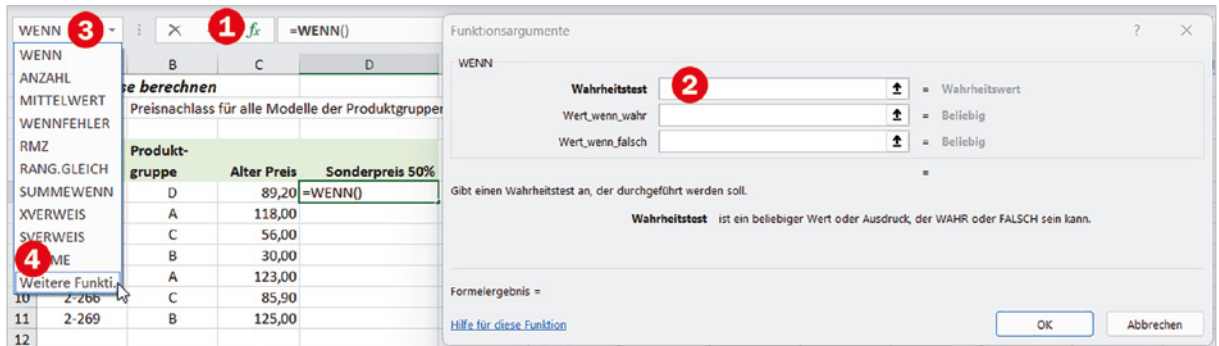 WENN 3 1 fx =WENN()
WENN
ANZAHL
MITTELWERT
WENNFEHLER
RMZ
RANG.GLEICH
SUMMEWENN
XVERWEIS
SVERWEIS
4 ME
Weitere Funkti.
B C D
se berechnen
Preisnachlass für alle Modelle der Produktgruppen
Produkt-
gruppe Alter Preis Sonderpreis 50%
D 89,20 =WENN()
A 118,00
C 56,00
B 30,00
A 123,00
10 2-266 C 85,90
11 2-269 B 125,00
12
Funktionsargumente ? ×
WENN
Wahrheitstest 2 = Wahrheitswert
Wert_wenn_wahr = Beliebig
Wert_wenn_falsch = Beliebig
=
Gibt einen Wahrheitstest an, der durchgeführt werden soll.
Wahrheitstest ist ein beliebiger Wert oder Ausdruck, der WAHR oder FALSCH sein kann.
Formelergebnis =
Hilfe für diese Funktion OK Abbrechen